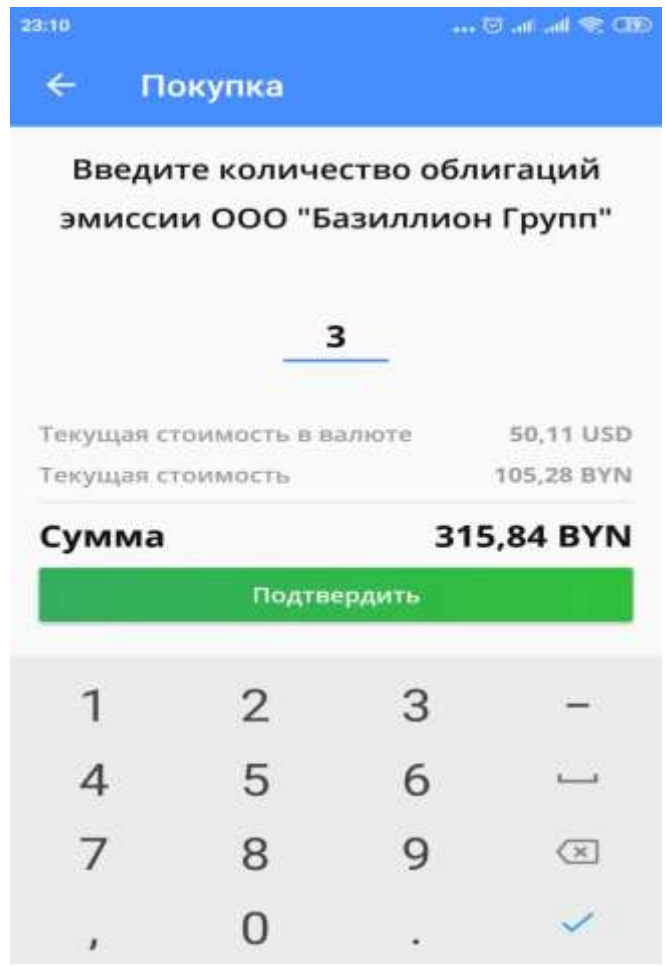 23:10
Покупка
Введите количество облигаций
эмиссии ООО "Базиллион Групп"
3
Текущая стоимость в валюте 50,11 USD
Текущая стоимость 105,28 BYN
Сумма 315,84 BYN
Подтвердить
1 2 3 -
4 5 6
7 8 9
, 0 .